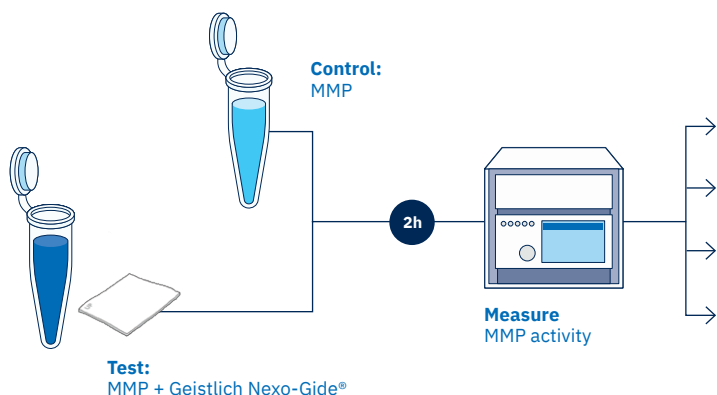 Control:
MMP
2h
Measure
MMP activity
Test:
MMP + Geistlich Nexo-Gide®